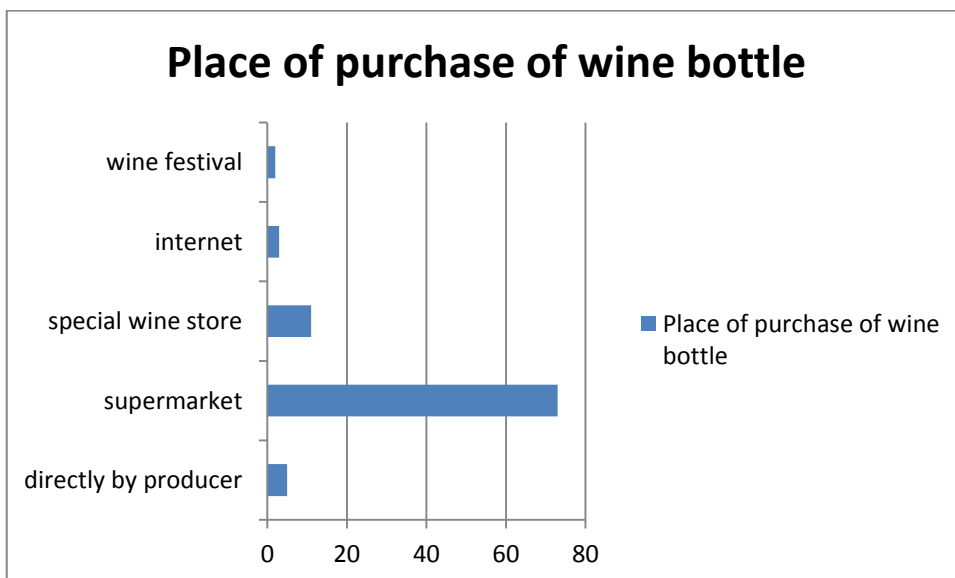 Place of purchase of wine bottle
wine festival
internet
special wine store
supermarket
directly by producer
0 20 40 60 80
Place of purchase of wine
bottle